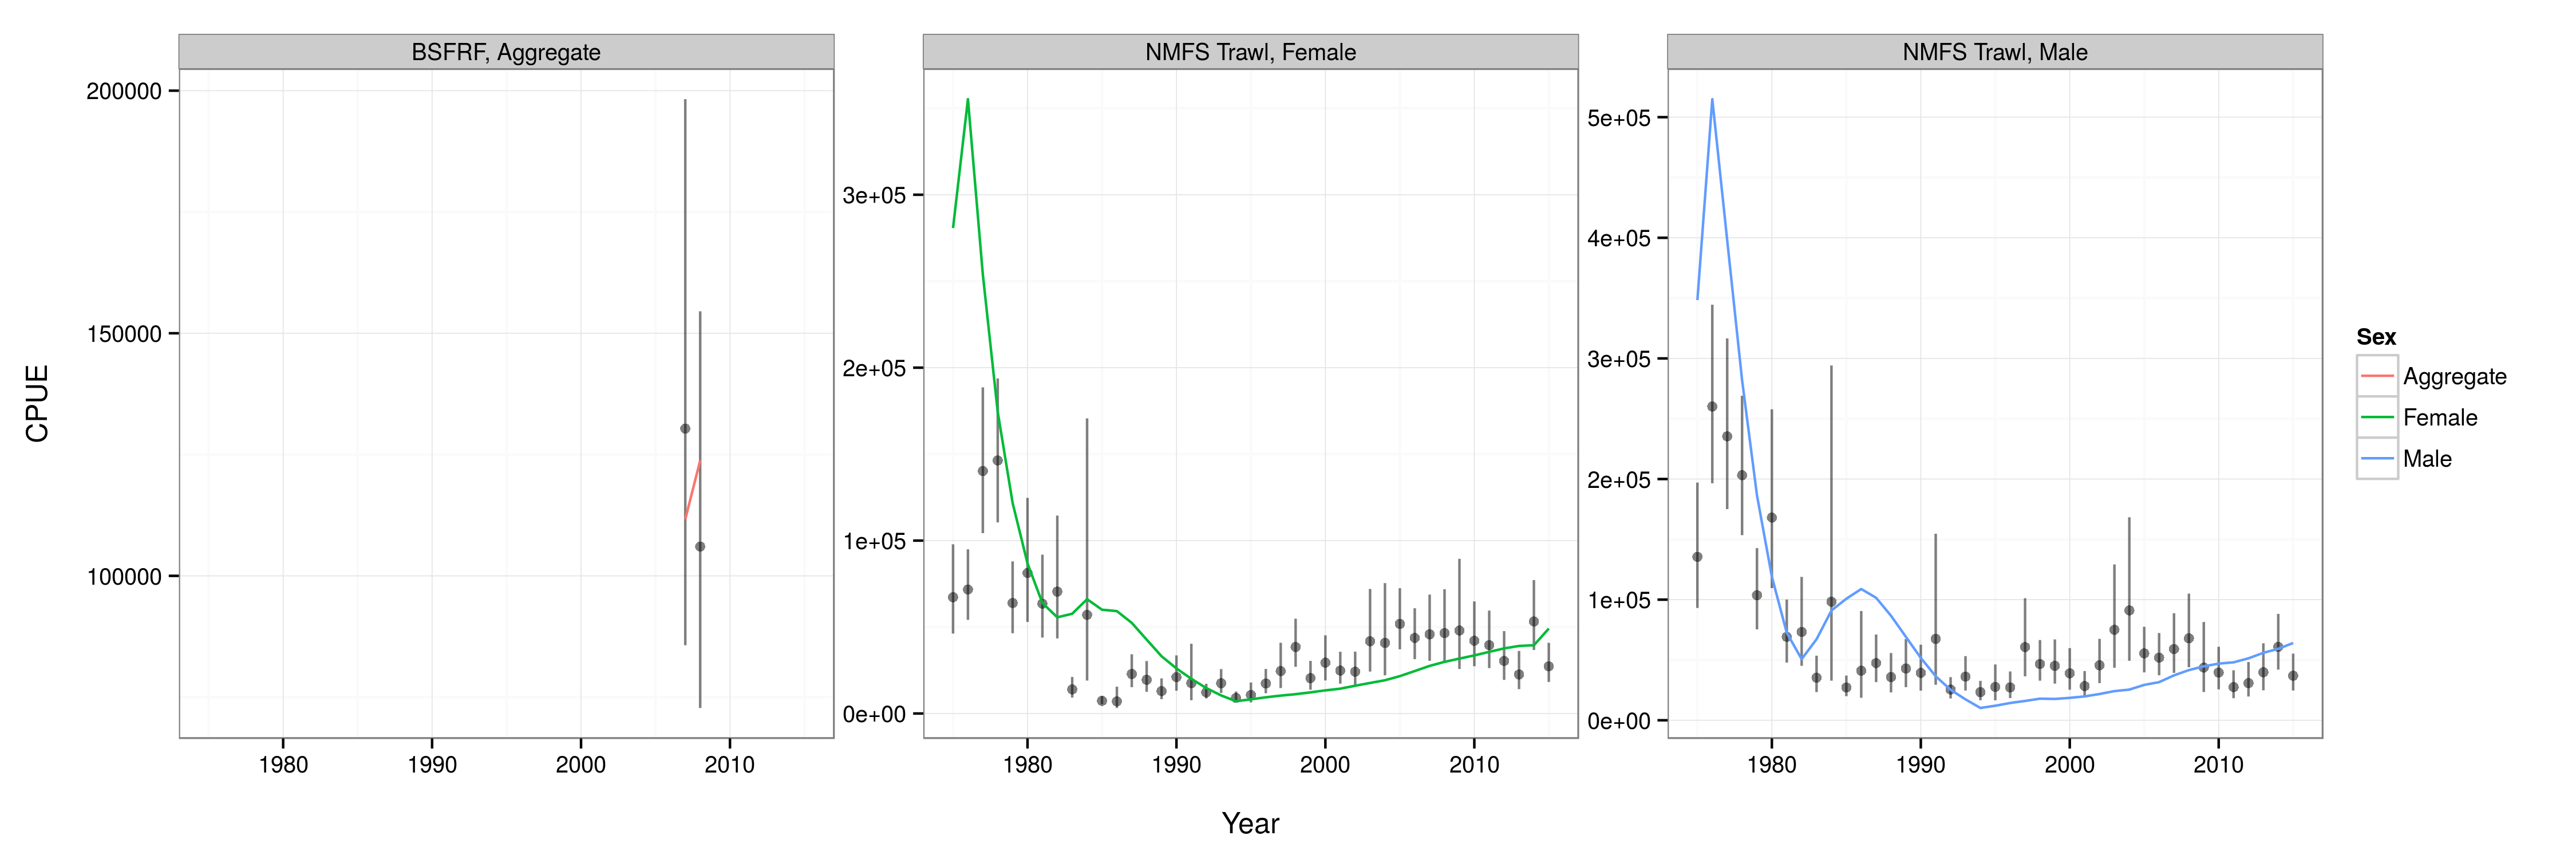 BSFRF, Aggregate
NMFS Trawl, Female
NMFS Trawl, Male
CPUE
200000
150000
100000
3e+05
2e+05
1e+05
0e+00
5e+05
4e+05
3e+05
2e+05
1e+05
0e+00
1980 1990 2000 2010
1980 1990 2000 2010
1980 1990 2000 2010
Year
Sex
Aggregate
Female
Male